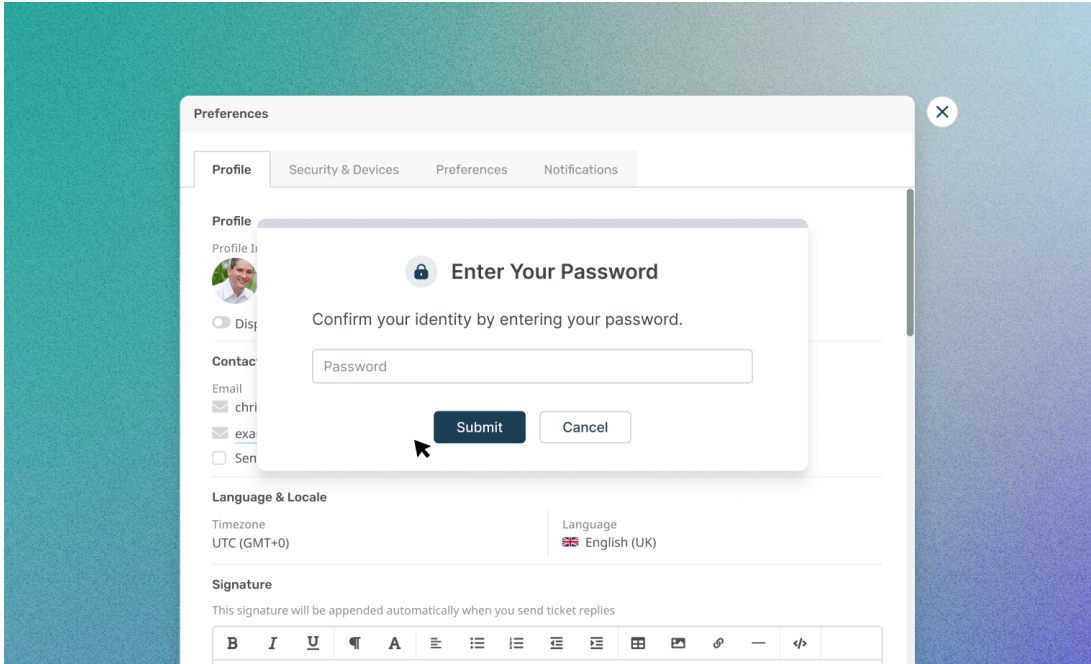 Preferences
Profile
Security & Devices
Preferences
Notifications
Profile
Profile
Enter Your Password
Confirm your identity by entering your password.
Password
Submit
Cancel
Email
Language & Locale
Timezone
UTC (GMT+0)
Language
English (UK)
Signature
This signature will be appended automatically when you send ticket replies
B I U ¶ A </>